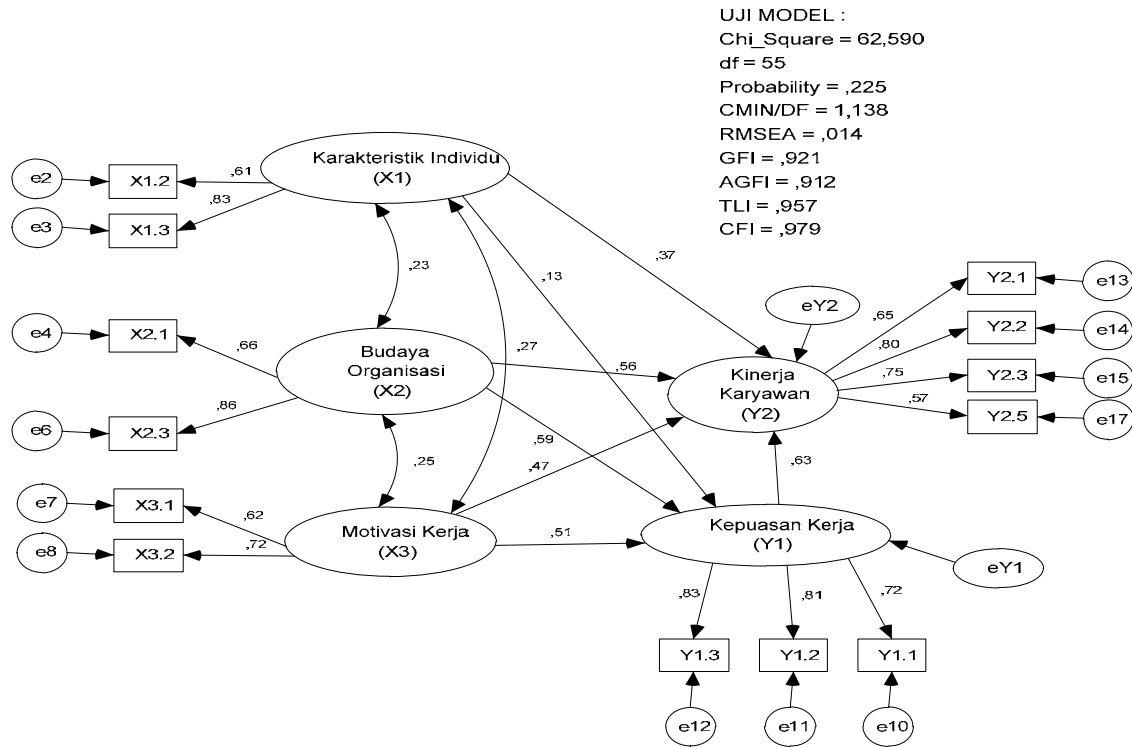 UJI MODEL :
Chi_Square = 62,590
df = 55
Probability = ,225
CMIN/DF = 1,138
RMSEA = ,014
GFI = ,921
AGFI = ,912
TLI = ,957
CFI = ,979
Karakteristik Individu
(X1)
e2
X1.2
,61
e3
X1.3
,83
,23
,13
,37
,27
e4
X2.1
,66
Budaya
Organisasi
(X2)
e6
X2.3
,86
,56
,59
,47
,25
eY2
Kinerja
Karyawan
(Y2)
,65
Y2.1
e13
,80
Y2.2
e14
,75
Y2.3
e15
,57
Y2.5
e17
,63
e7
X3.1
,62
e8
X3.2
,72
Motivasi Kerja
(X3)
,51
Kepuasan Kerja
(Y1)
eY1
,83
,81
,72
Y1.3
Y1.2
Y1.1
e12
e11
e10